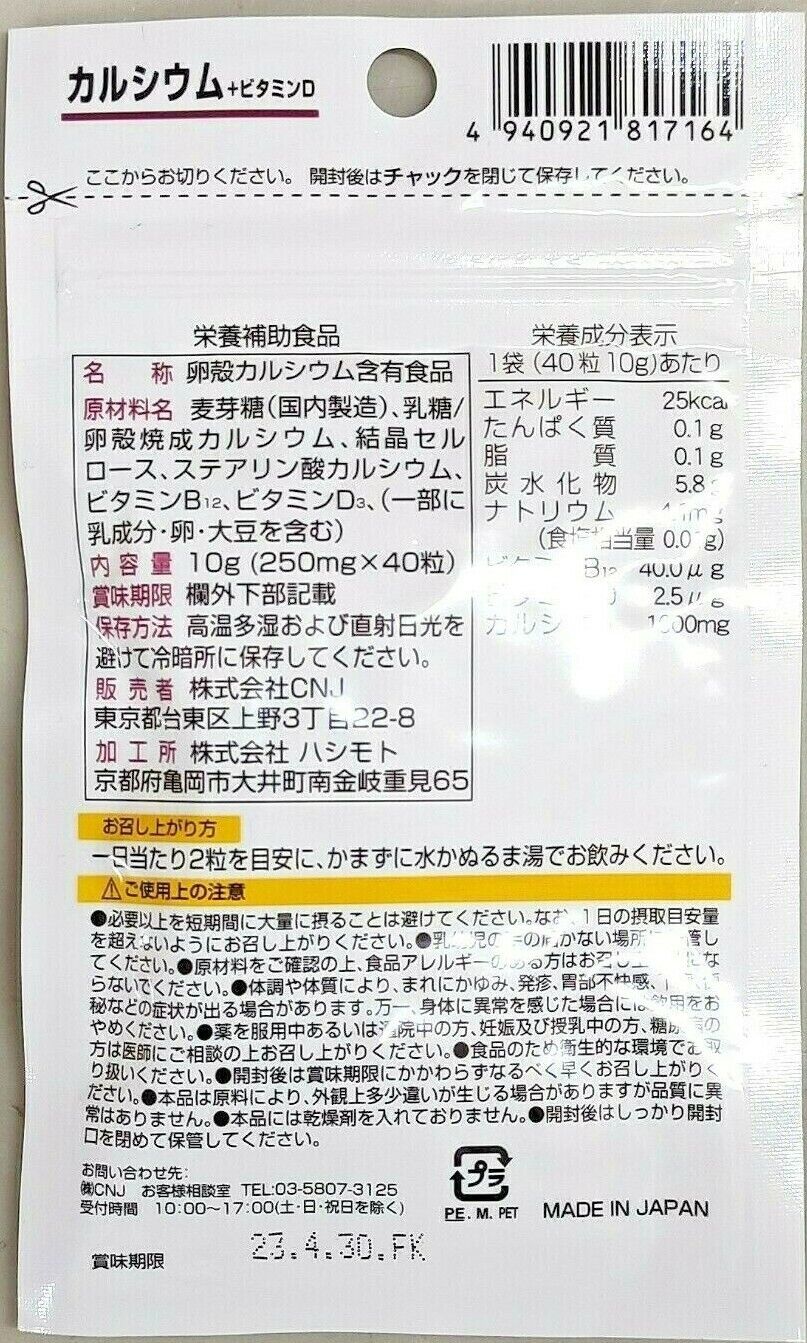 カルシウム+ビタミンD
4 940921 817164
ここからお切りください。 開封後はチャックを閉じて保存してください。
栄養補助食品
名 称 卵殻カルシウム含有食品
原材料名 麦芽糖(国内製造)、乳糖/
卵殻焼成カルシウム、結晶セル
ロース、ステアリン酸カルシウム、
ビタミンB12、ビタミンD3、(一部に
乳成分・卵・大豆を含む)
内容量 10g (250mg×40粒)
賞味期限 欄外下部記載
保存方法 高温多湿および直射日光を
避けて冷暗所に保存してください。
販売者 株式会社CNJ
東京都台東区上野3丁目22-8
加工所 株式会社 ハシモト
京都府亀岡市大井町南金岐重見65
栄養成分表示
1袋 (40粒 10g)あたり
エネルギー 25kcal
たんぱく質 0.1g
脂 質 0.1g
炭水化物 5.8g
ナトリウム
(食塩相当量
B12 40.0μg
2.5μg
カルシ
お召し上がり方
一日当たり2粒を目安に、かまずに水かぬるま湯でお飲みください。
⚠ご使用上の注意
●必要以上を短期間に大量に摂ることは避けてください。なお、1日の摂取目安量
を超えないようにお召し上がりください。●乳幼児の手の届かない場所に保管し
てください。●原材料をご確認の上、食品アレルギーのある方はお召し上がりにな
らないでください。●体調や体質により、まれにかゆみ、発疹、胃部不快感、
秘などの症状が出る場合があります。万一、身体に異常を感じた場合には飲用をお
やめください。●薬を服用中あるいは通院中の方、妊娠及び授乳中の方、糖尿病の
方は医師にご相談の上お召し上がりください。●食品のため衛生的な環境でお取
り扱いください。●開封後は賞味期限にかかわらずなるべく早くお召し上がりく
ださい。●本品は原料により、外観上多少違いが生じる場合がありますが品質に異
常はありません。●本品には乾燥剤を入れておりません。●開封後はしっかり開封
口を閉めて保管してください。
お問い合わせ先:
㈱CNJ お客様相談室 TEL:03-5807-3125
受付時間 10:00〜17:00(土・日・祝日を除く)
プラ
PE. M. PET
MADE IN JAPAN
賞味期限 23.4.30.FK